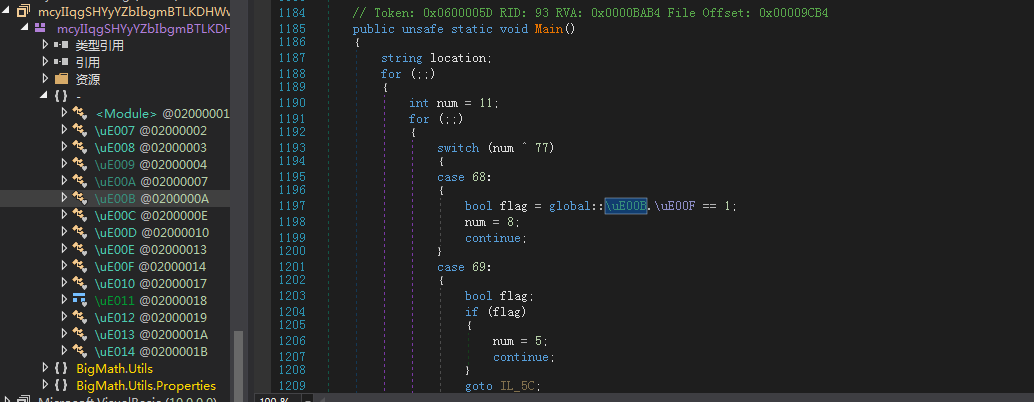 mcyIIqgSHYyYZbIbgmBTLKDHWv
mcyIIqgSHYyYZbIbgmBTLKDH
类型引用
引用
资源
{ } -
<Module> @02000001
\uE007 @02000002
\uE008 @02000003
\uE009 @02000004
\uE00A @02000007
\uE00B @0200000A
\uE00C @0200000E
\uE00D @02000010
\uE00E @02000013
\uE00F @02000014
\uE010 @02000017
\uE011 @02000018
\uE012 @02000019
\uE013 @0200001A
\uE014 @0200001B
{ } BigMath.Utils
{ } BigMath.Utils.Properties
Microsoft.VisualBasic (10.0.0.0)
1184 // Token: 0x0600005D RID: 93 RVA: 0x0000BAB4 File Offset: 0x00009CB4
1185 public unsafe static void Main()
1186 {
1187 string location;
1188 for (;;)
1189 {
1190 int num = 11;
1191 for (;;)
1192 {
1193 switch (num ^ 77)
1194 {
1195 case 68:
1196 {
1197 bool flag = global::\uE00B.\uE00F == 1;
1198 num = 8;
1199 continue;
1200 }
1201 case 69:
1202 {
1203 bool flag;
1204 if (flag)
1205 {
1206 num = 5;
1207 continue;
1208 }
1209 goto IL_5C;
100 %